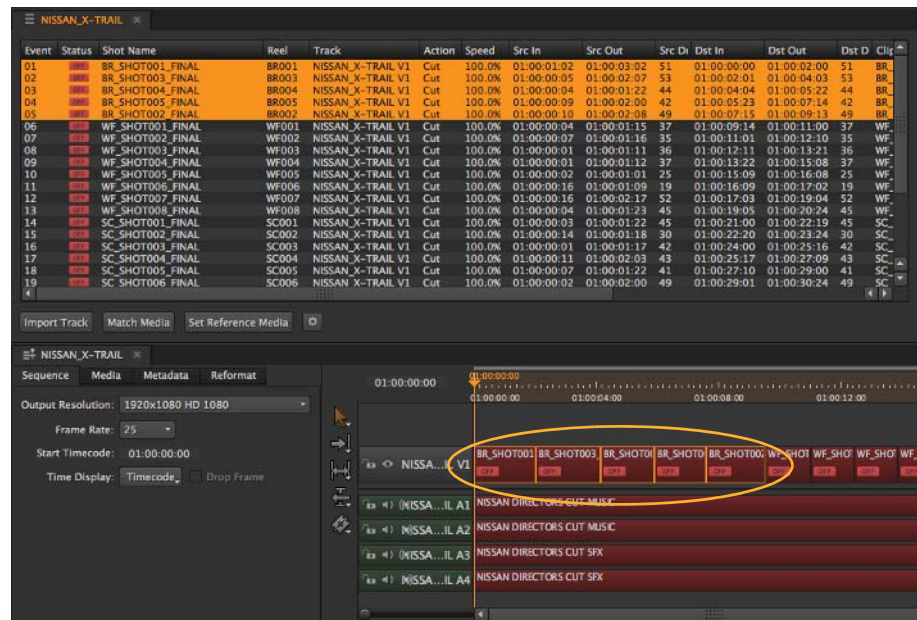 NISSAN_X-TRAIL
Event Status Shot Name Reel Track Action Speed Src In Src Out Src Du Dst In Dst Out Dst D Clip
01 OFF BR_SHOT001_FINAL BR001 NISSAN_X-TRAIL V1 Cut 100.0% 01:00:01:02 01:00:03:02 51 01:00:00:00 01:00:02:00 51 BR_
02 OFF BR_SHOT003_FINAL BR003 NISSAN_X-TRAIL V1 Cut 100.0% 01:00:00:05 01:00:02:07 53 01:00:02:01 01:00:04:03 53 BR_
03 OFF BR_SHOT004_FINAL BR004 NISSAN_X-TRAIL V1 Cut 100.0% 01:00:00:04 01:00:01:22 44 01:00:04:04 01:00:05:22 44 BR_
04 OFF BR_SHOT005_FINAL BR005 NISSAN_X-TRAIL V1 Cut 100.0% 01:00:00:09 01:00:02:00 42 01:00:05:23 01:00:07:14 42 BR_
05 OFF BR_SHOT002_FINAL BR002 NISSAN_X-TRAIL V1 Cut 100.0% 01:00:00:10 01:00:02:08 49 01:00:07:15 01:00:09:13 49 BR_
06 OFF WF_SHOT001_FINAL WF001 NISSAN_X-TRAIL V1 Cut 100.0% 01:00:00:04 01:00:01:15 37 01:00:09:14 01:00:11:00 37 WF_
07 OFF WF_SHOT002_FINAL WF002 NISSAN_X-TRAIL V1 Cut 100.0% 01:00:00:07 01:00:01:16 35 01:00:11:01 01:00:12:10 35 WF_
08 OFF WF_SHOT003_FINAL WF003 NISSAN_X-TRAIL V1 Cut 100.0% 01:00:00:01 01:00:01:11 36 01:00:12:11 01:00:13:21 36 WF_
09 OFF WF_SHOT004_FINAL WF004 NISSAN_X-TRAIL V1 Cut 100.0% 01:00:00:01 01:00:01:12 37 01:00:13:22 01:00:15:08 37 WF_
10 OFF WF_SHOT005_FINAL WF005 NISSAN_X-TRAIL V1 Cut 100.0% 01:00:00:02 01:00:01:01 25 01:00:15:09 01:00:16:08 25 WF_
11 OFF WF_SHOT006_FINAL WF006 NISSAN_X-TRAIL V1 Cut 100.0% 01:00:00:16 01:00:01:09 19 01:00:16:09 01:00:17:02 19 WF_
12 OFF WF_SHOT007_FINAL WF007 NISSAN_X-TRAIL V1 Cut 100.0% 01:00:00:16 01:00:02:17 52 01:00:17:03 01:00:19:04 52 WF_
13 OFF WF_SHOT008_FINAL WF008 NISSAN_X-TRAIL V1 Cut 100.0% 01:00:00:04 01:00:01:23 45 01:00:19:05 01:00:20:24 45 WF_
14 OFF SC_SHOT001_FINAL SC001 NISSAN_X-TRAIL V1 Cut 100.0% 01:00:00:03 01:00:01:22 45 01:00:21:00 01:00:22:19 45 SC_
15 OFF SC_SHOT002_FINAL SC002 NISSAN_X-TRAIL V1 Cut 100.0% 01:00:00:14 01:00:01:18 30 01:00:22:20 01:00:23:24 30 SC_
16 OFF SC_SHOT003_FINAL SC003 NISSAN_X-TRAIL V1 Cut 100.0% 01:00:00:01 01:00:01:17 42 01:00:24:00 01:00:25:16 42 SC_
17 OFF SC_SHOT004_FINAL SC004 NISSAN_X-TRAIL V1 Cut 100.0% 01:00:00:11 01:00:02:03 43 01:00:25:17 01:00:27:09 43 SC_
18 OFF SC_SHOT005_FINAL SC005 NISSAN_X-TRAIL V1 Cut 100.0% 01:00:00:07 01:00:01:22 41 01:00:27:10 01:00:29:00 41 SC_
19 OFF SC_SHOT006_FINAL SC006 NISSAN_X-TRAIL V1 Cut 100.0% 01:00:00:02 01:00:02:00 49 01:00:29:01 01:00:30:24 49 SC_
Import Track Match Media Set Reference Media
NISSAN_X-TRAIL
Sequence Media Metadata Reformat
Output Resolution: 1920x1080 HD 1080
Frame Rate: 25
Start Timecode: 01:00:00:00
Time Display: Timecode Drop Frame
01:00:00:00 01:00:00:00
01:00:00:00 01:00:04:00 01:00:08:00 01:00:12:00
NISSA...IL V1 BR_SHOT001 BR_SHOT003_ BR_SHOT0( BR_SHOTO BR_SHOT00: WF_SHOT WF_SHO' WF_SHO' WF_
OFF OFF OFF OFF OFF OFF OFF OFF
(NISSA...IL A1 NISSAN DIRECTORS CUT MUSIC
NISSA...IL A2 NISSAN DIRECTORS CUT MUSIC
(NISSA...IL A3 NISSAN DIRECTORS CUT SFX
NISSA...IL A4 NISSAN DIRECTORS CUT SFX